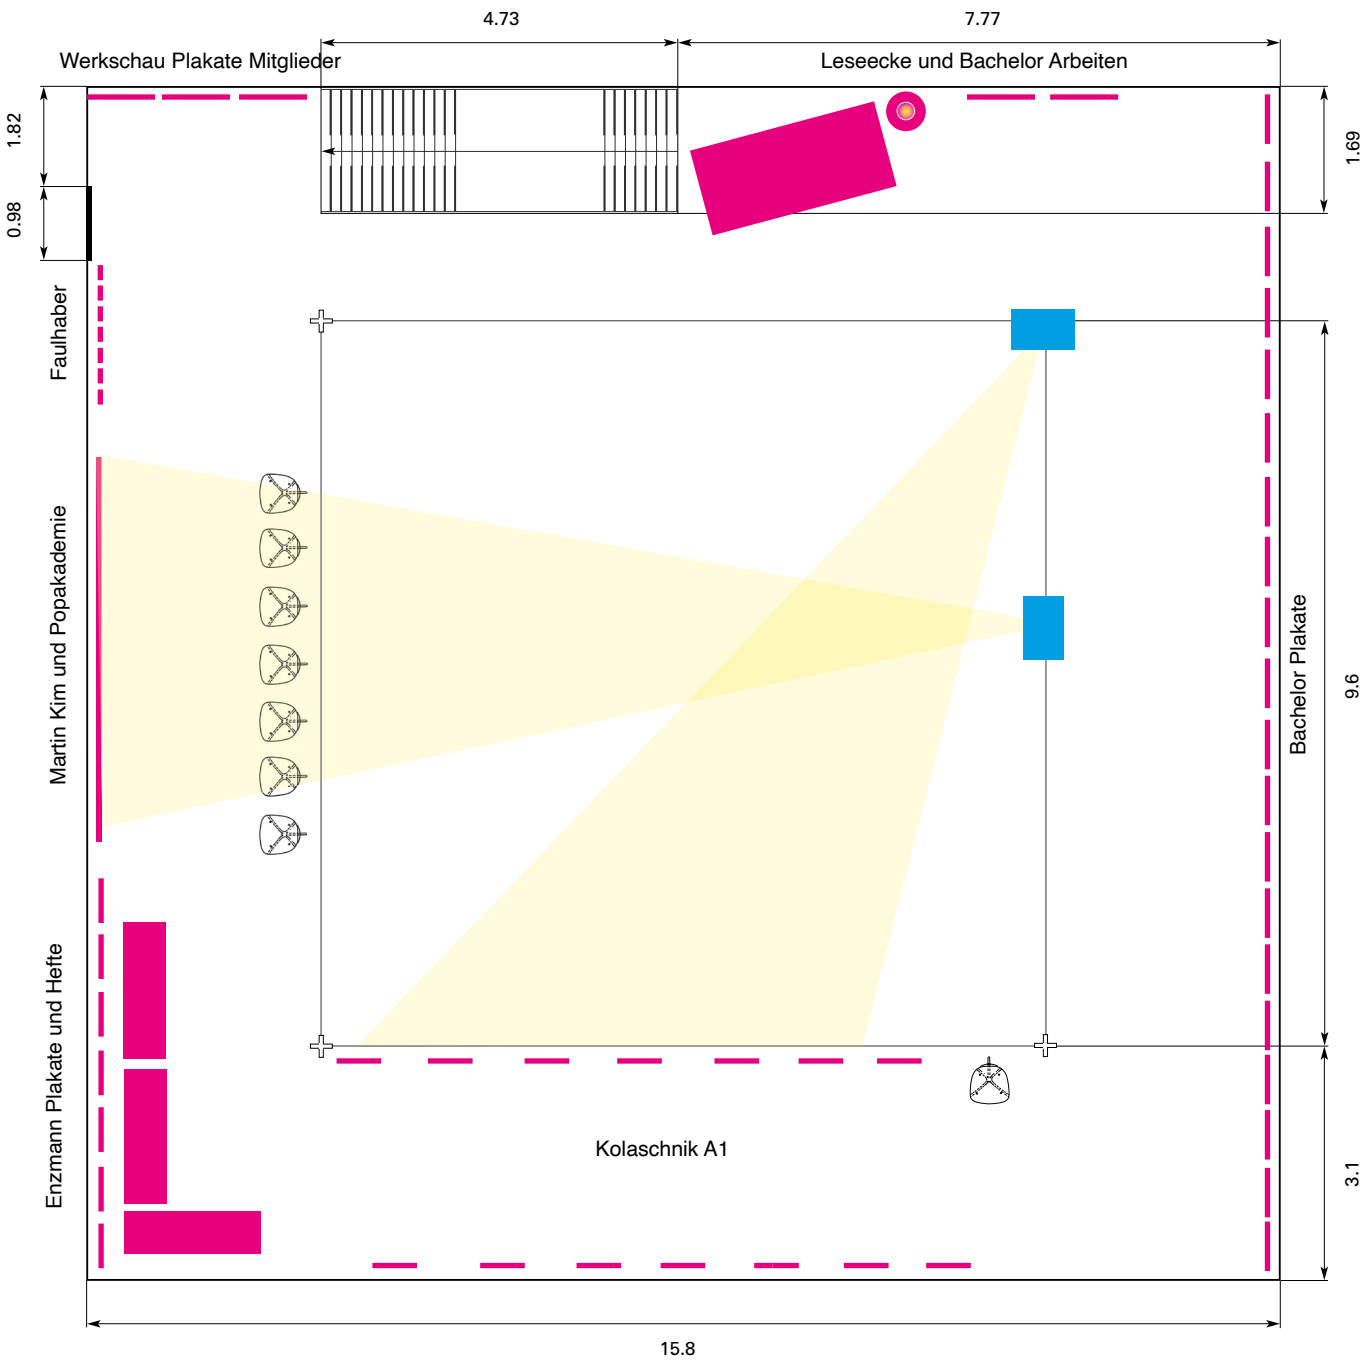 4.73
7.77
Werkschau Plakate Mitglieder
Leseecke und Bachelor Arbeiten
1.82
1.69
0.98
Faulhaber
Martin Kim und Popakademie
Bachelor Plakate
9.6
Enzmann Plakate und Hefte
Kolaschnik A1
3.1
15.8